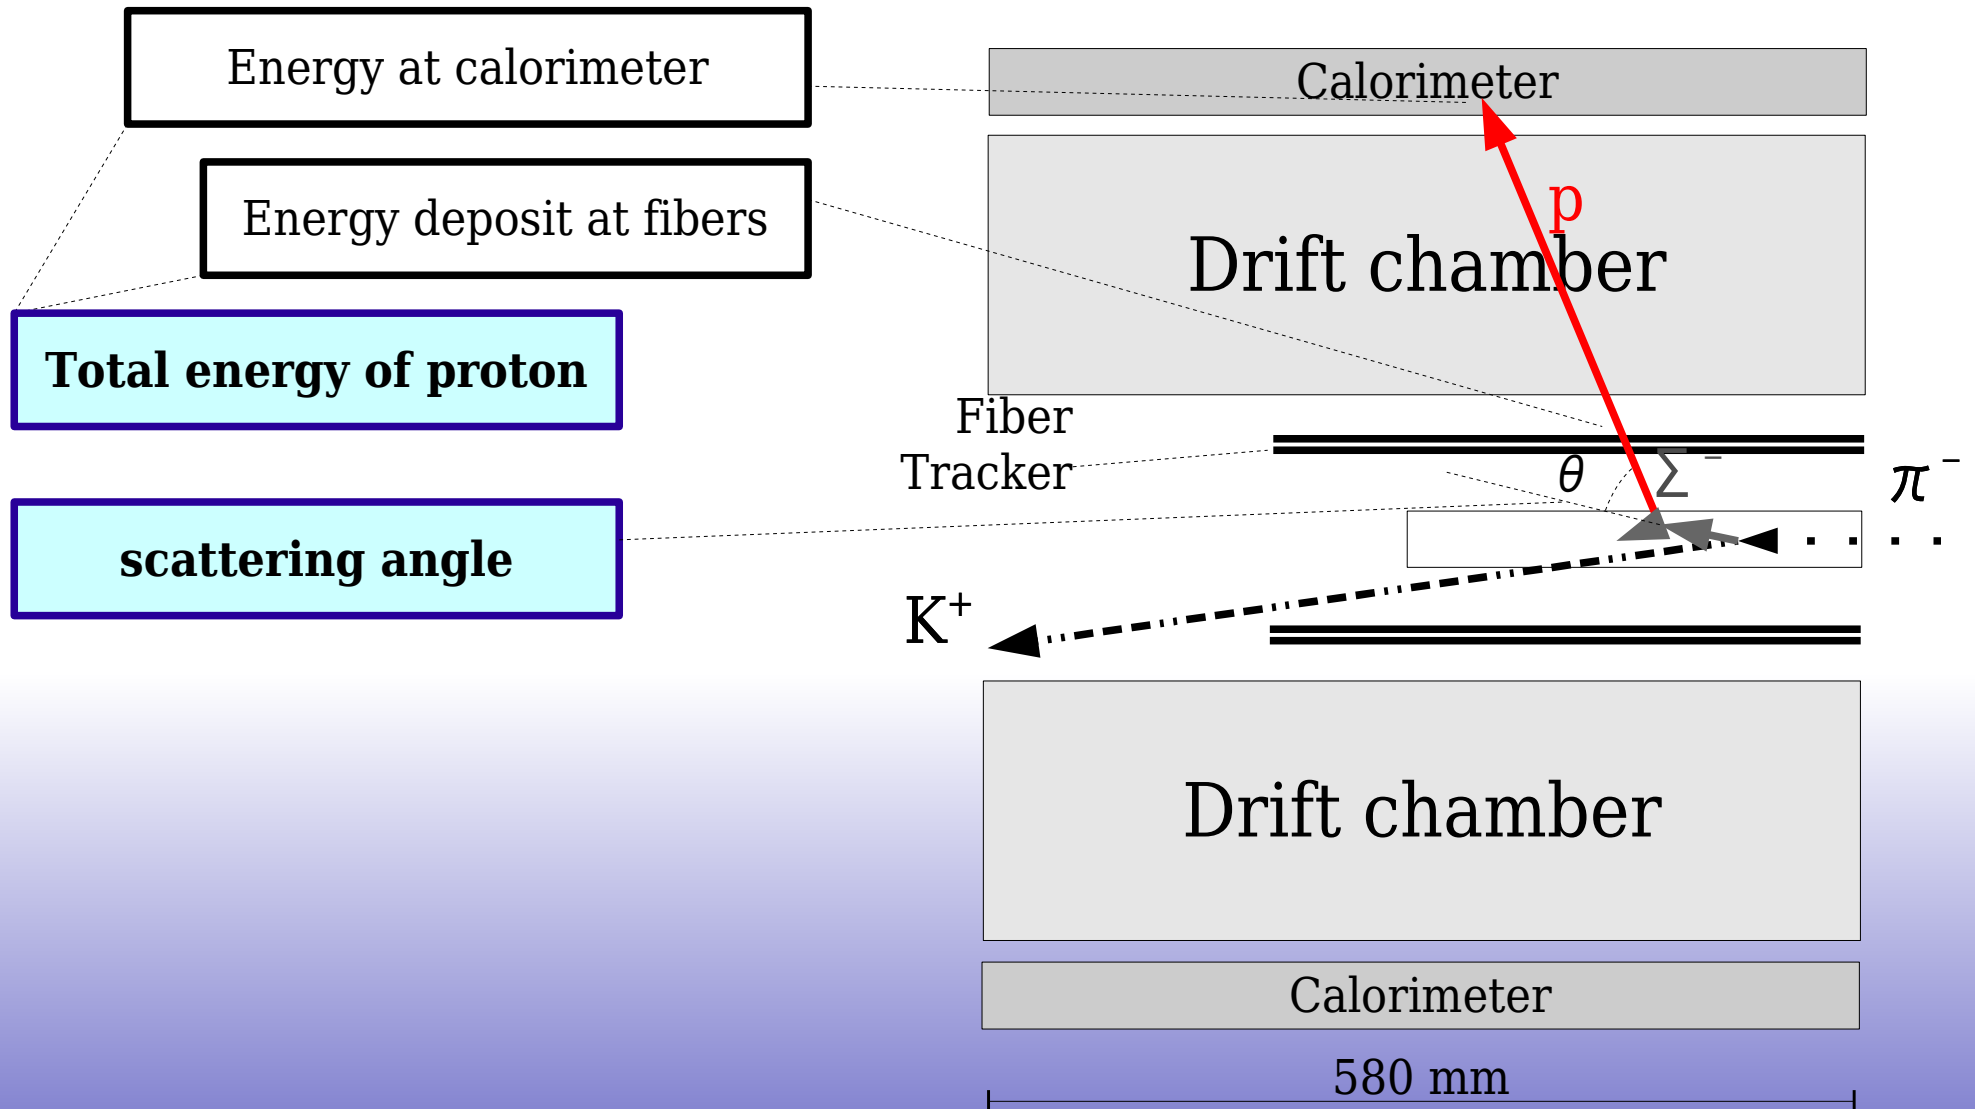 Energy at calorimeter
Energy deposit at fibers
Total energy of proton
scattering angle
Calorimeter
p
Drift chamber
Fiber
Tracker
θ
Σ⁻
π⁻
K⁺
Drift chamber
Calorimeter
580 mm